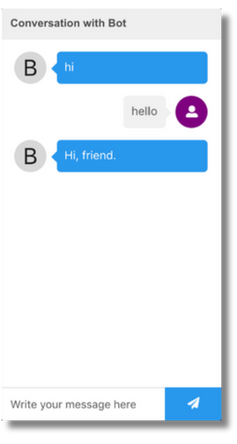 Conversation with Bot
B
hi
hello
B
Hi, friend.
Write your message here